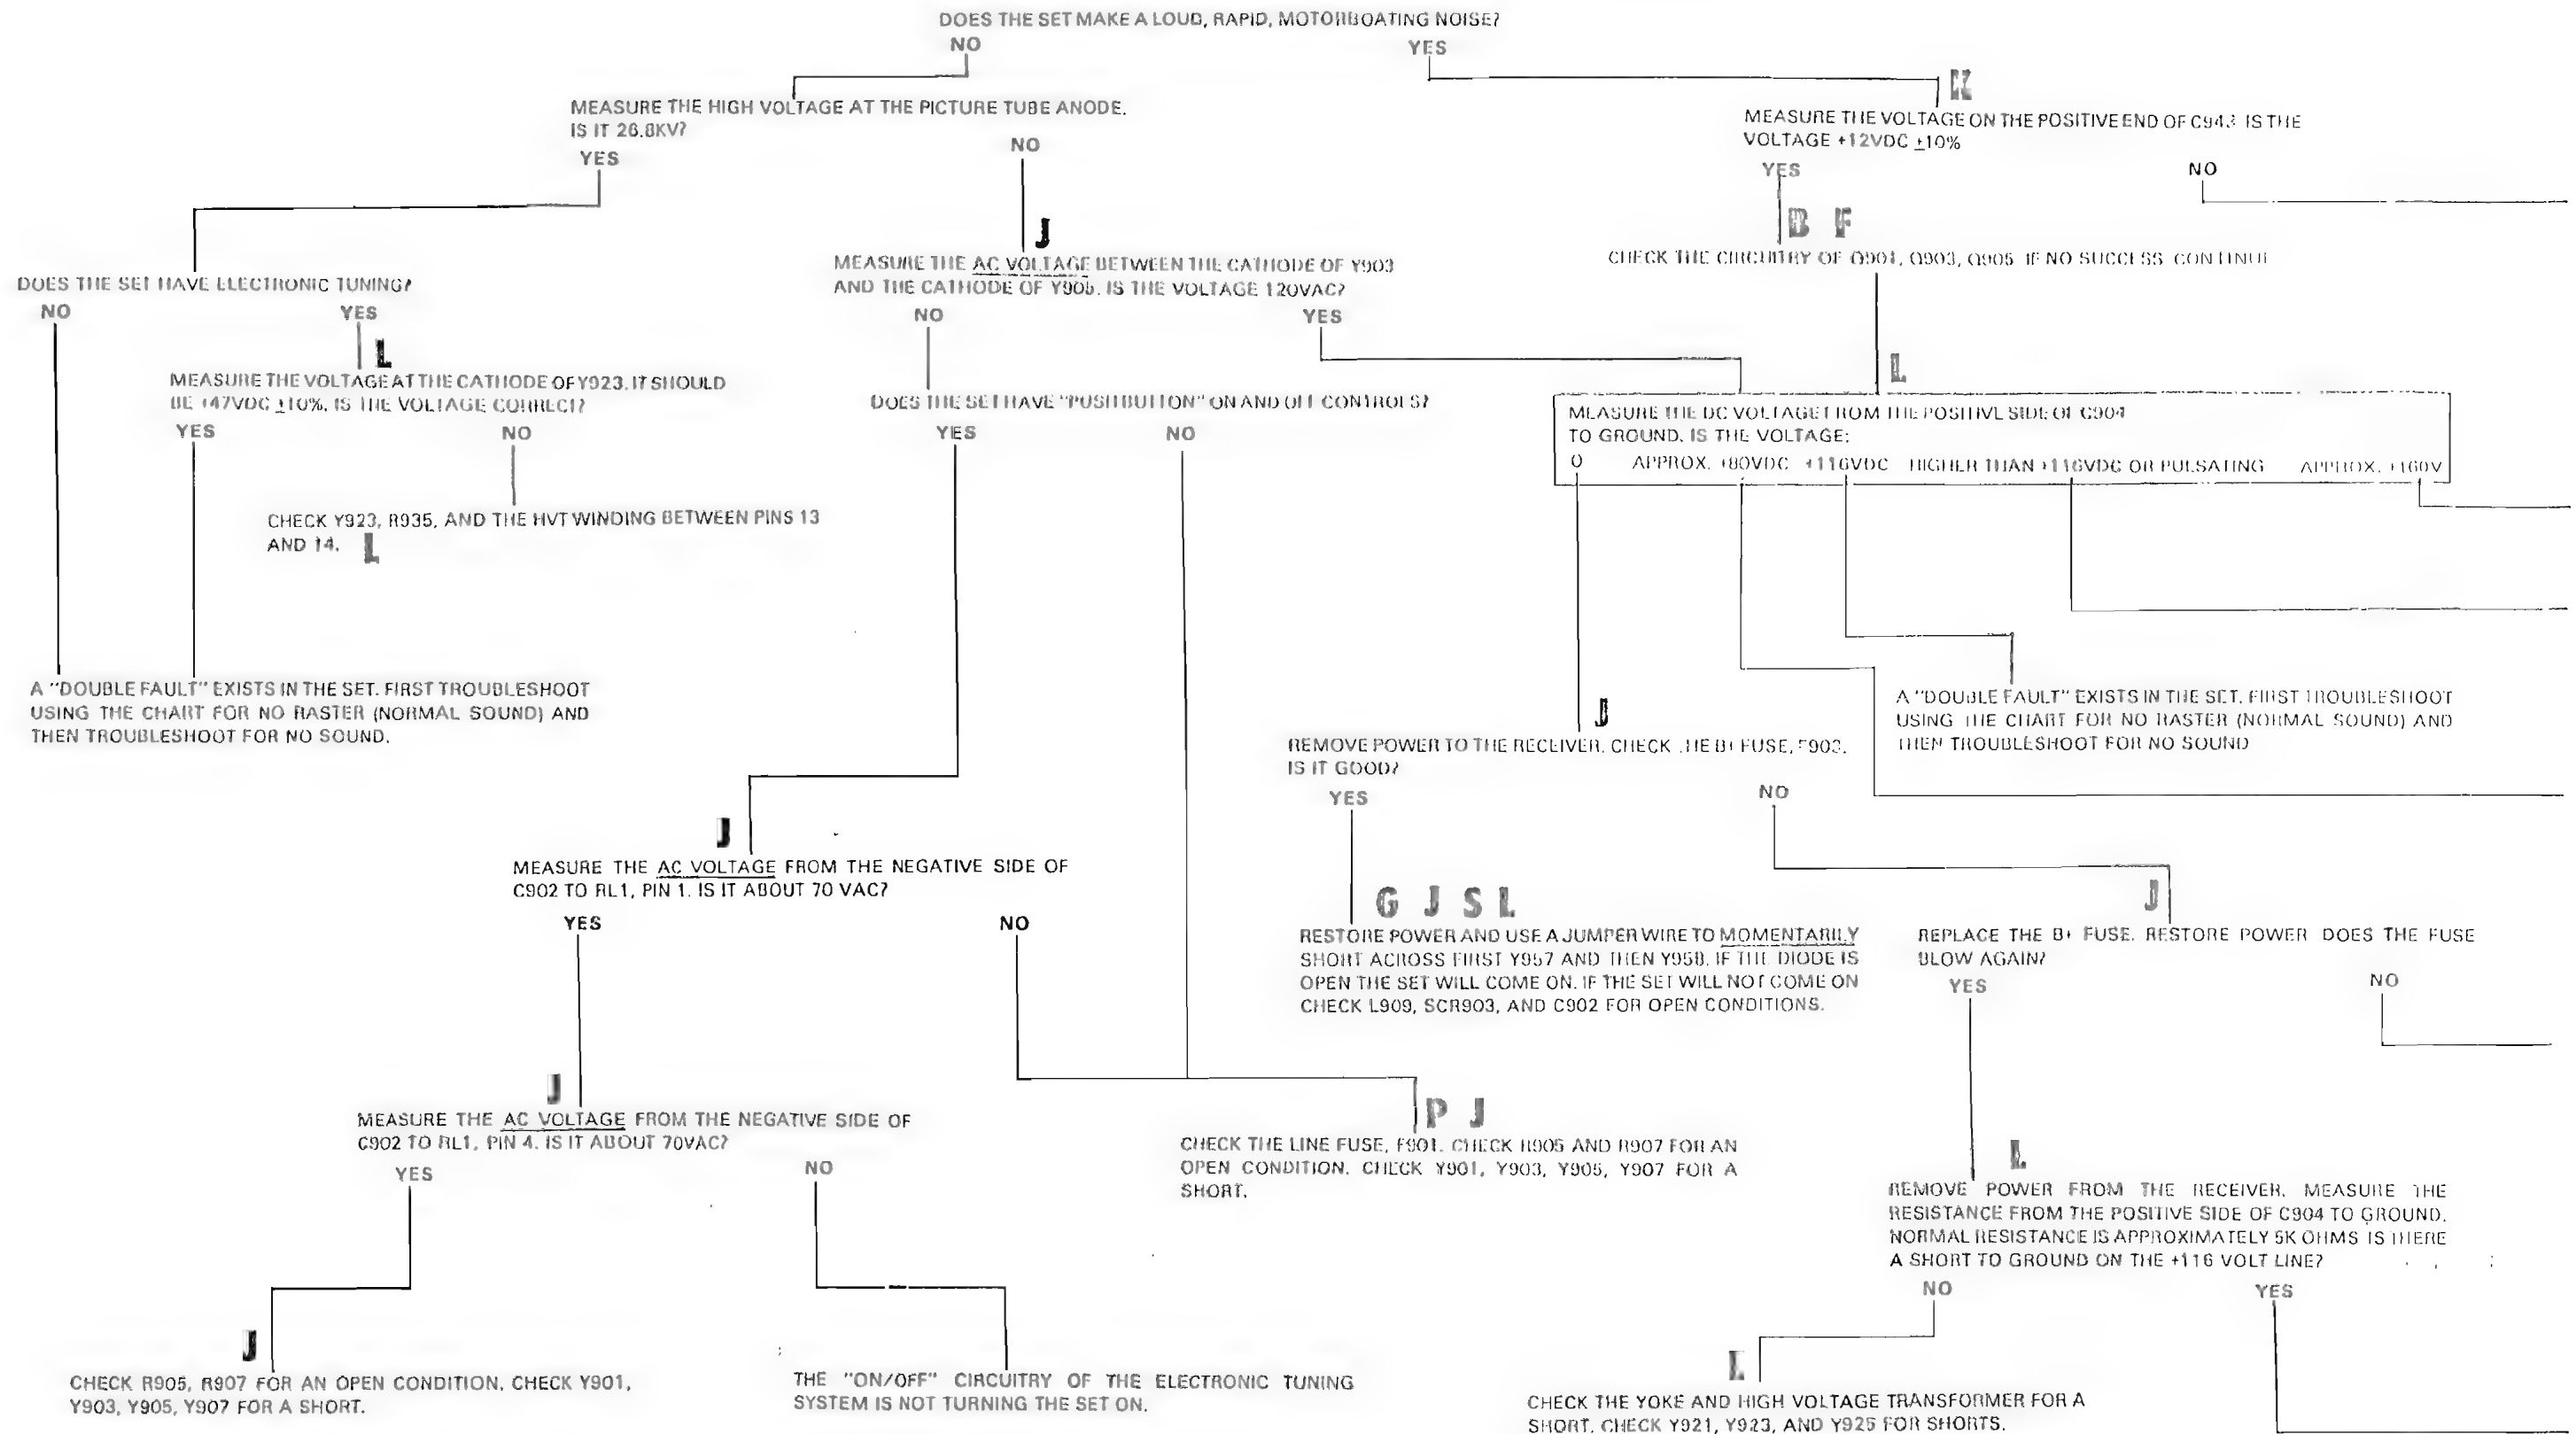 DOES THE SET MAKE A LOUD, RAPID, MOTORBOATING NOISE?
NO
YES
K
MEASURE THE HIGH VOLTAGE AT THE PICTURE TUBE ANODE.
IS IT 26.8KV?
YES
NO
MEASURE THE VOLTAGE ON THE POSITIVE END OF C943 IS THE
VOLTAGE +12VDC ±10%
YES
NO
J
B F
MEASURE THE AC VOLTAGE BETWEEN THE CATHODE OF Y903
AND THE CATHODE OF Y905. IS THE VOLTAGE 120VAC?
NO
YES
CHECK THE CIRCUITRY OF Q901, Q903, Q905 IF NO SUCCESS CONTINUE
DOES THE SET HAVE ELECTRONIC TUNING?
NO
YES
L
MEASURE THE VOLTAGE AT THE CATHODE OF Y923. IT SHOULD
BE +47VDC ±10%. IS THE VOLTAGE CORRECT?
YES
NO
DOES THE SET HAVE "PUSHBUTTON" ON AND OFF CONTROLS?
YES
NO
L
MEASURE THE DC VOLTAGE FROM THE POSITIVE SIDE OF C904
TO GROUND. IS THE VOLTAGE:
0 APPROX. +80VDC +116VDC HIGHER THAN +116VDC OR PULSATING APPROX. +160V
CHECK Y923, R935, AND THE HVT WINDING BETWEEN PINS 13
AND 14.
L
A "DOUBLE FAULT" EXISTS IN THE SET. FIRST TROUBLESHOOT
USING THE CHART FOR NO RASTER (NORMAL SOUND) AND
THEN TROUBLESHOOT FOR NO SOUND.
J
REMOVE POWER TO THE RECEIVER. CHECK THE B+ FUSE, F903.
IS IT GOOD?
YES
NO
A "DOUBLE FAULT" EXISTS IN THE SET. FIRST TROUBLESHOOT
USING THE CHART FOR NO RASTER (NORMAL SOUND) AND
THEN TROUBLESHOOT FOR NO SOUND
J
MEASURE THE AC VOLTAGE FROM THE NEGATIVE SIDE OF
C902 TO RL1, PIN 1. IS IT ABOUT 70 VAC?
YES
NO
G J S L
RESTORE POWER AND USE A JUMPER WIRE TO MOMENTARILY
SHORT ACROSS FIRST Y957 AND THEN Y958. IF THE DIODE IS
OPEN THE SET WILL COME ON. IF THE SET WILL NOT COME ON
CHECK L909, SCR903, AND C902 FOR OPEN CONDITIONS.
J
REPLACE THE B+ FUSE. RESTORE POWER DOES THE FUSE
BLOW AGAIN?
YES
NO
J
MEASURE THE AC VOLTAGE FROM THE NEGATIVE SIDE OF
C902 TO RL1, PIN 4. IS IT ABOUT 70VAC?
YES
NO
P J
CHECK THE LINE FUSE, F901. CHECK R905 AND R907 FOR AN
OPEN CONDITION. CHECK Y901, Y903, Y905, Y907 FOR A
SHORT.
L
REMOVE POWER FROM THE RECEIVER. MEASURE THE
RESISTANCE FROM THE POSITIVE SIDE OF C904 TO GROUND.
NORMAL RESISTANCE IS APPROXIMATELY 5K OHMS IS THERE
A SHORT TO GROUND ON THE +116 VOLT LINE?
NO
YES
J
CHECK R905, R907 FOR AN OPEN CONDITION. CHECK Y901,
Y903, Y905, Y907 FOR A SHORT.
THE "ON/OFF" CIRCUITRY OF THE ELECTRONIC TUNING
SYSTEM IS NOT TURNING THE SET ON.
L
CHECK THE YOKE AND HIGH VOLTAGE TRANSFORMER FOR A
SHORT. CHECK Y921, Y923, AND Y925 FOR SHORTS.